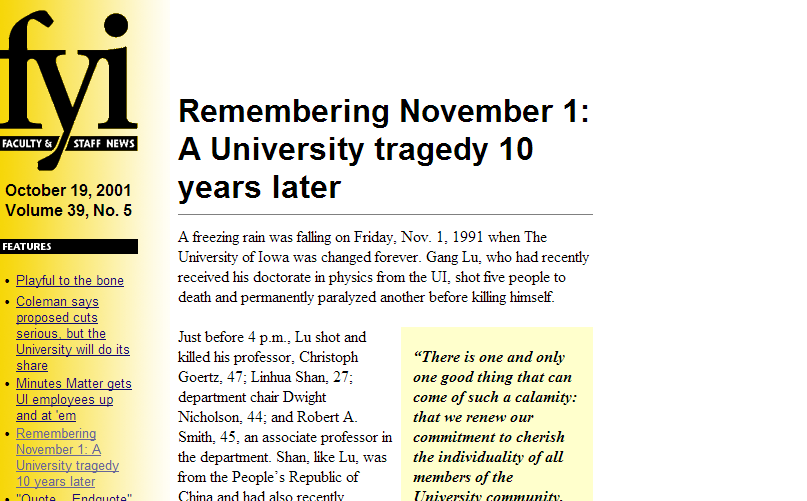 fyi
FACULTY & STAFF NEWS
October 19, 2001
Volume 39, No. 5
FEATURES
• Playful to the bone
• Coleman says
proposed cuts
serious, but the
University will do its
share
• Minutes Matter gets
UI employees up
and at 'em
• Remembering
November 1: A
University tragedy
10 years later
• "Quote... Endquote"
Remembering November 1:
A University tragedy 10
years later
A freezing rain was falling on Friday, Nov. 1, 1991 when The
University of Iowa was changed forever. Gang Lu, who had recently
received his doctorate in physics from the UI, shot five people to
death and permanently paralyzed another before killing himself.
Just before 4 p.m., Lu shot and
killed his professor, Christoph
Goertz, 47; Linhua Shan, 27;
department chair Dwight
Nicholson, 44; and Robert A.
Smith, 45, an associate professor in
the department. Shan, like Lu, was
from the People’s Republic of
China and had also recently
“There is one and only
one good thing that can
come of such a calamity:
that we renew our
commitment to cherish
the individuality of all
members of the
University community,